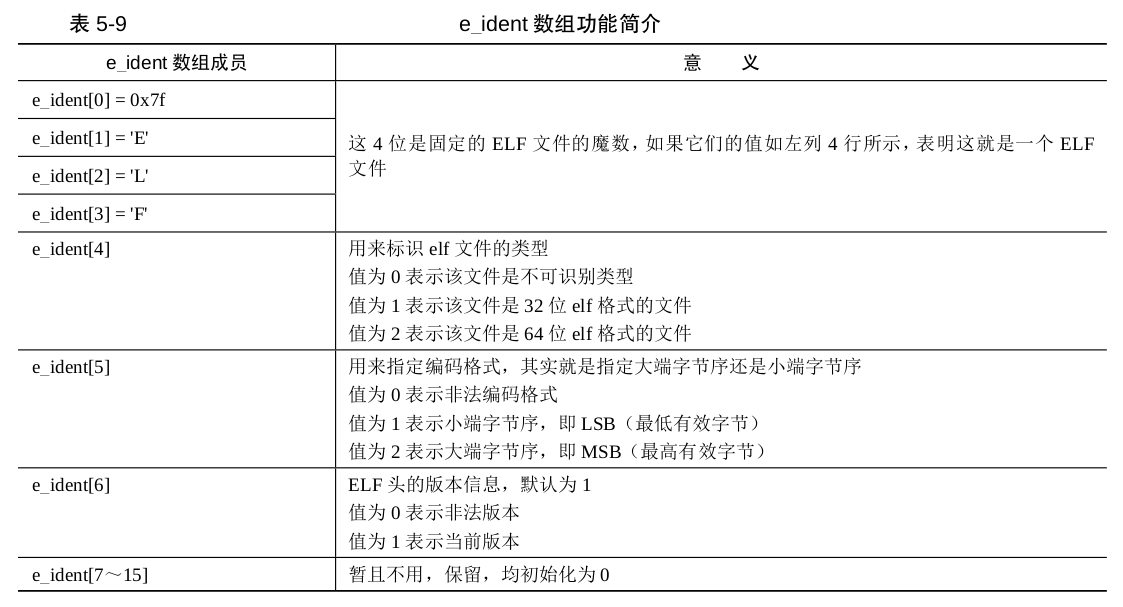 表 5-9 e_ident 数组功能简介
e_ident 数组成员 意 义
e_ident[0] = 0x7f
e_ident[1] = 'E'
e_ident[2] = 'L'
e_ident[3] = 'F'
这 4 位是固定的 ELF 文件的魔数，如果它们的值如左列 4 行所示，表明这就是一个 ELF
文件
e_ident[4] 用来标识 elf 文件的类型
值为 0 表示该文件是不可识别类型
值为 1 表示该文件是 32 位 elf 格式的文件
值为 2 表示该文件是 64 位 elf 格式的文件
e_ident[5] 用来指定编码格式，其实就是指定大端字节序还是小端字节序
值为 0 表示非法编码格式
值为 1 表示小端字节序，即 LSB（最低有效字节）
值为 2 表示大端字节序，即 MSB（最高有效字节）
e_ident[6] ELF 头的版本信息，默认为 1
值为 0 表示非法版本
值为 1 表示当前版本
e_ident[7～15] 暂且不用，保留，均初始化为 0